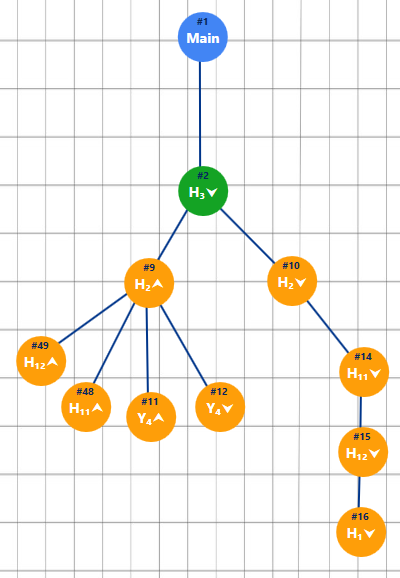 #1
Main
#2
H₃⮟
#9
H₂⮝
#10
H₂⮟
#49
H₁₂⮝
#48
H₁₁⮝
#11
Y₄⮝
#12
Y₄⮟
#14
H₁₁⮟
#15
H₁₂⮟
#16
H₁⮟